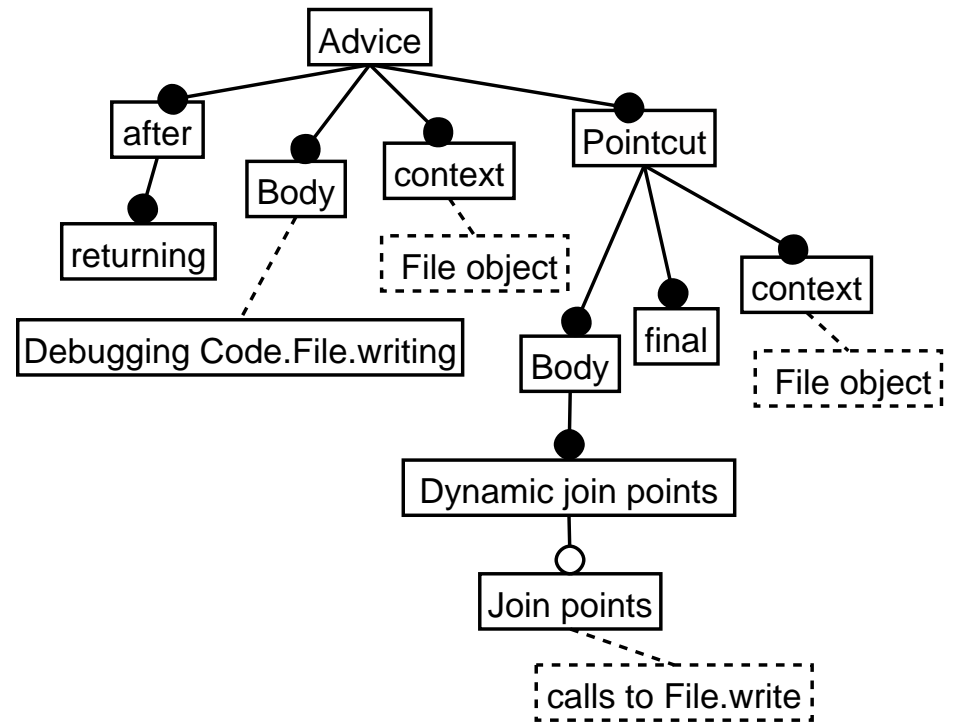 Advice
after
Body
context
Pointcut
returning
File object
Debugging Code.File.writing
Body
final
context
File object
Dynamic join points
Join points
calls to File.write